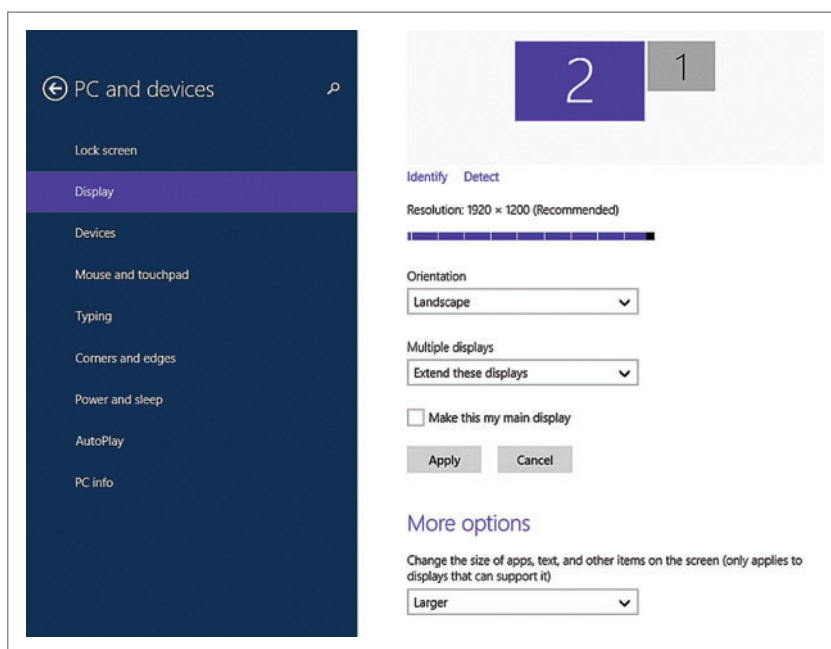 PC and devices
Lock screen
Display
Devices
Mouse and touchpad
Typing
Corners and edges
Power and sleep
AutoPlay
PC info
2
1
Identify Detect
Resolution: 1920 × 1200 (Recommended)
Orientation
Landscape
Multiple displays
Extend these displays
Make this my main display
Apply Cancel
More options
Change the size of apps, text, and other items on the screen (only applies to
displays that can support it)
Larger